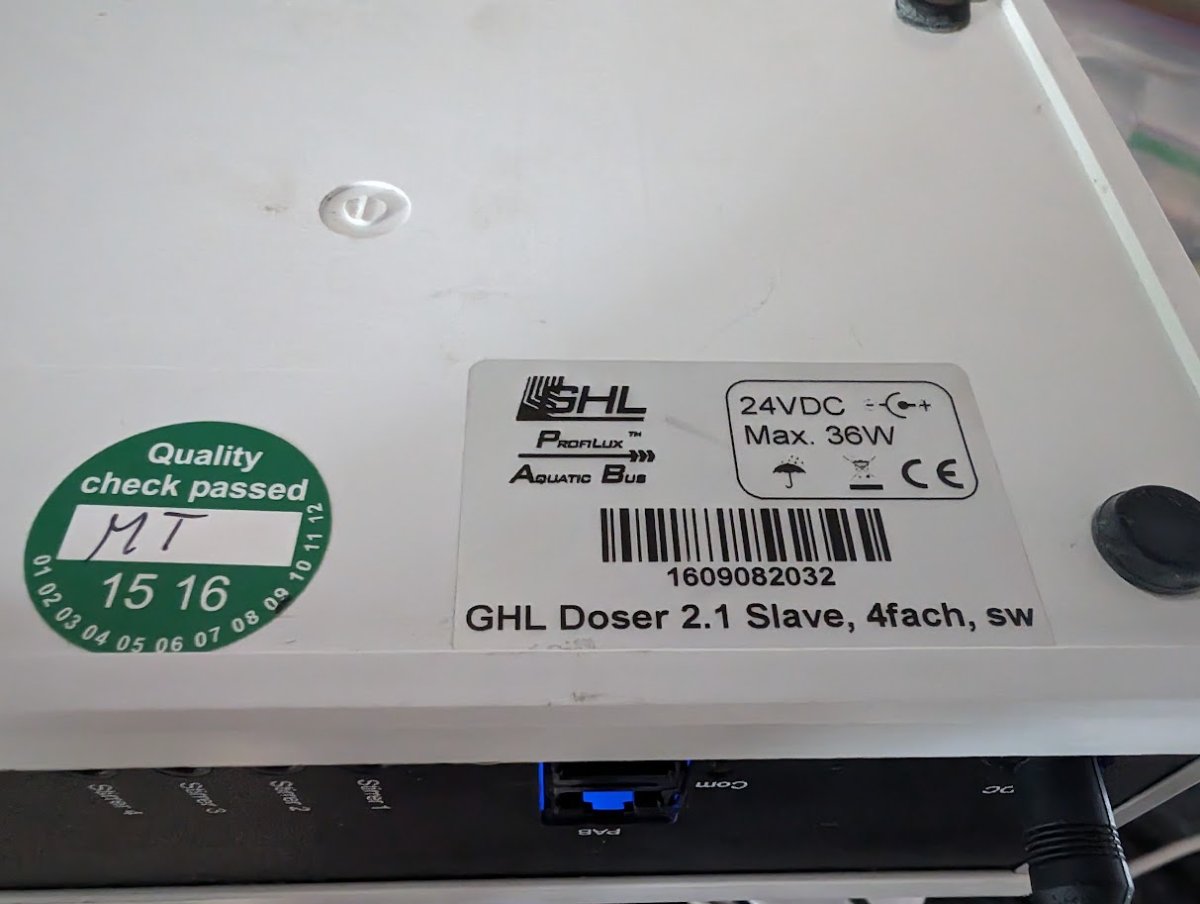 GHL
PROFILUX™
AQUATIC BUS
24VDC - +
Max. 36W
CE
1609082032
GHL Doser 2.1 Slave, 4fach, sw
Quality
check passed
MT
15 16
01 02 03 04 05 06 07 08 09 10 11 12
Stirrer 4
Stirrer 3
Stirrer 2
Stirrer 1
PAB
Com
DC